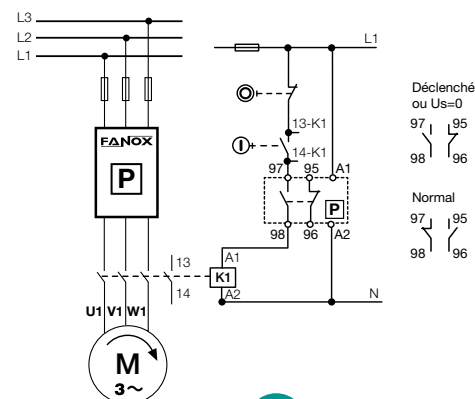 L3
L2
L1
L1
FANOX
P
13-K1
14-K1
97 95 A1
P
98 96 A2
A1
K1
A2
N
13
14
U1 V1 W1
M
3~
Déclenché
ou Us=0
97 95
98 96
Normal
97 95
98 96